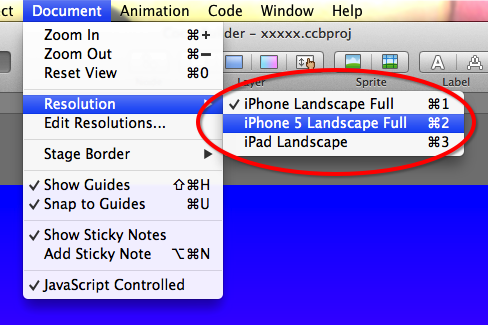 ct Document Animation Code Window Help
der - xxxxx.ccbproj
Layer Sprite Label
A A
Zoom In ⌘+
Zoom Out ⌘–
Reset View ⌘0
Resolution
✓ iPhone Landscape Full ⌘1
iPhone 5 Landscape Full ⌘2
iPad Landscape ⌘3
Edit Resolutions...
Stage Border ▶
✓ Show Guides ⇧⌘H
✓ Snap to Guides ⌘U
✓ Show Sticky Notes
Add Sticky Note ⌥⌘N
✓ JavaScript Controlled